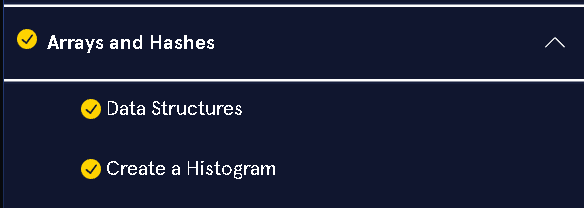 Arrays and Hashes
Data Structures
Create a Histogram